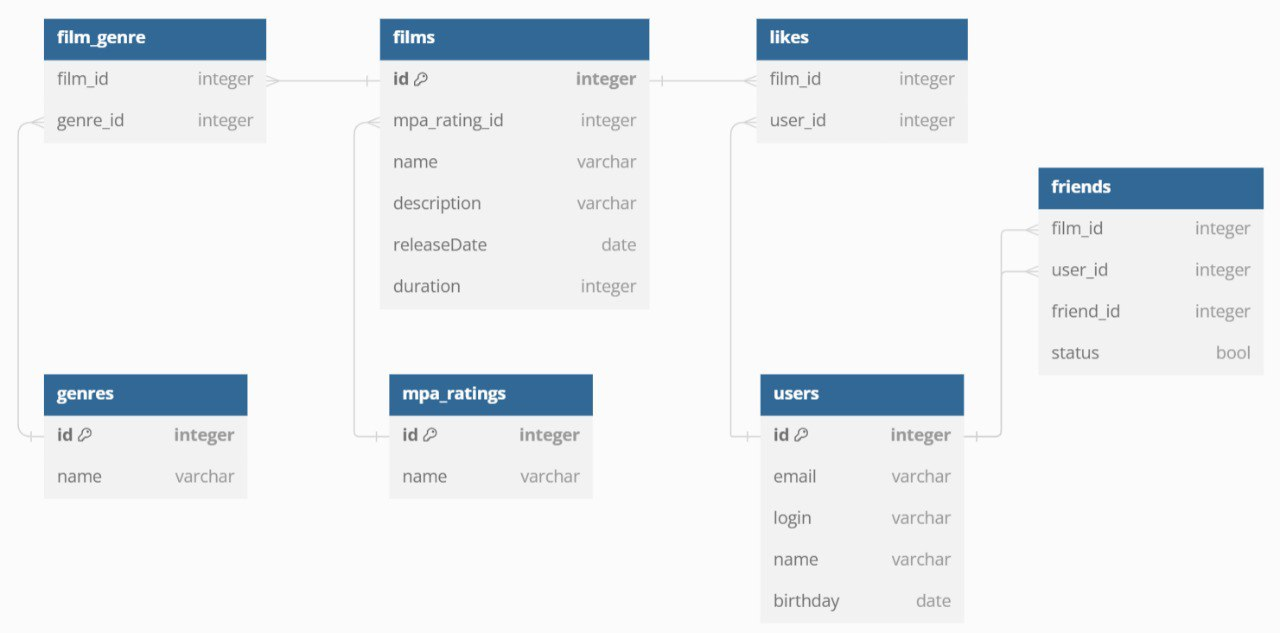 film_genre
film_id integer
genre_id integer
films
id integer
mpa_rating_id integer
name varchar
description varchar
releaseDate date
duration integer
likes
film_id integer
user_id integer
friends
film_id integer
user_id integer
friend_id integer
status bool
genres
id integer
name varchar
mpa_ratings
id integer
name varchar
users
id integer
email varchar
login varchar
name varchar
birthday date